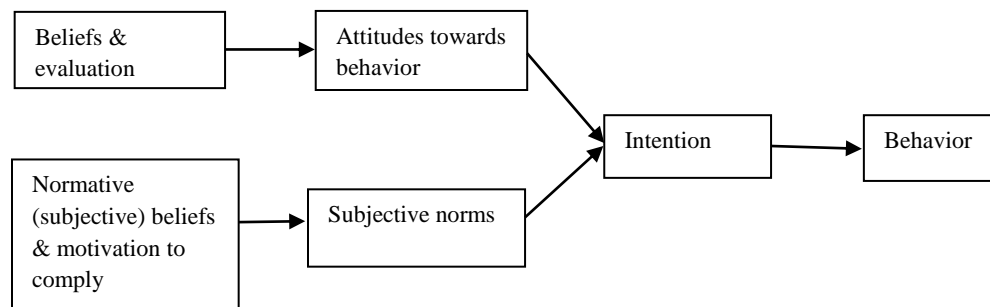 Beliefs &
evaluation
Attitudes towards
behavior
Intention
Behavior
Normative
(subjective) beliefs
& motivation to
comply
Subjective norms